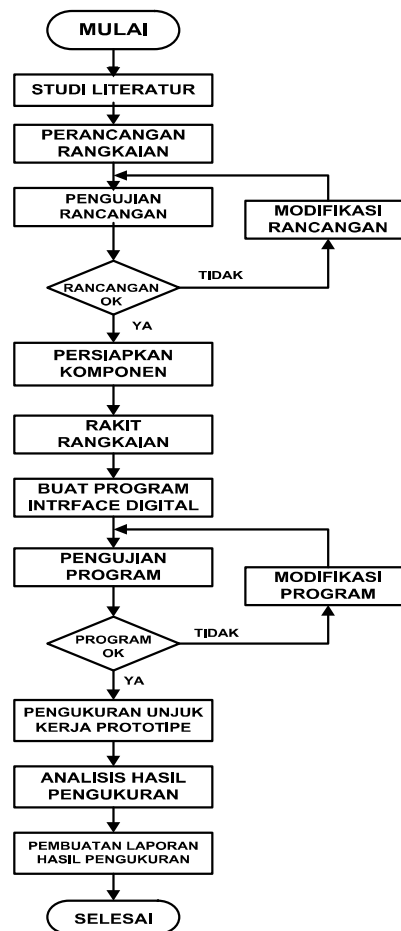 MULAI
STUDI LITERATUR
PERANCANGAN
RANGKAIAN
PENGUJIAN
RANCANGAN
MODIFIKASI
RANCANGAN
RANCANGAN
OK
TIDAK
YA
PERSIAPKAN
KOMPONEN
RAKIT
RANGKAIAN
BUAT PROGRAM
INTRFACE DIGITAL
PENGUJIAN
PROGRAM
MODIFIKASI
PROGRAM
PROGRAM
OK
TIDAK
YA
PENGUKURAN UNJUK
KERJA PROTOTIPE
ANALISIS HASIL
PENGUKURAN
PEMBUATAN LAPORAN
HASIL PENGUKURAN
SELESAI